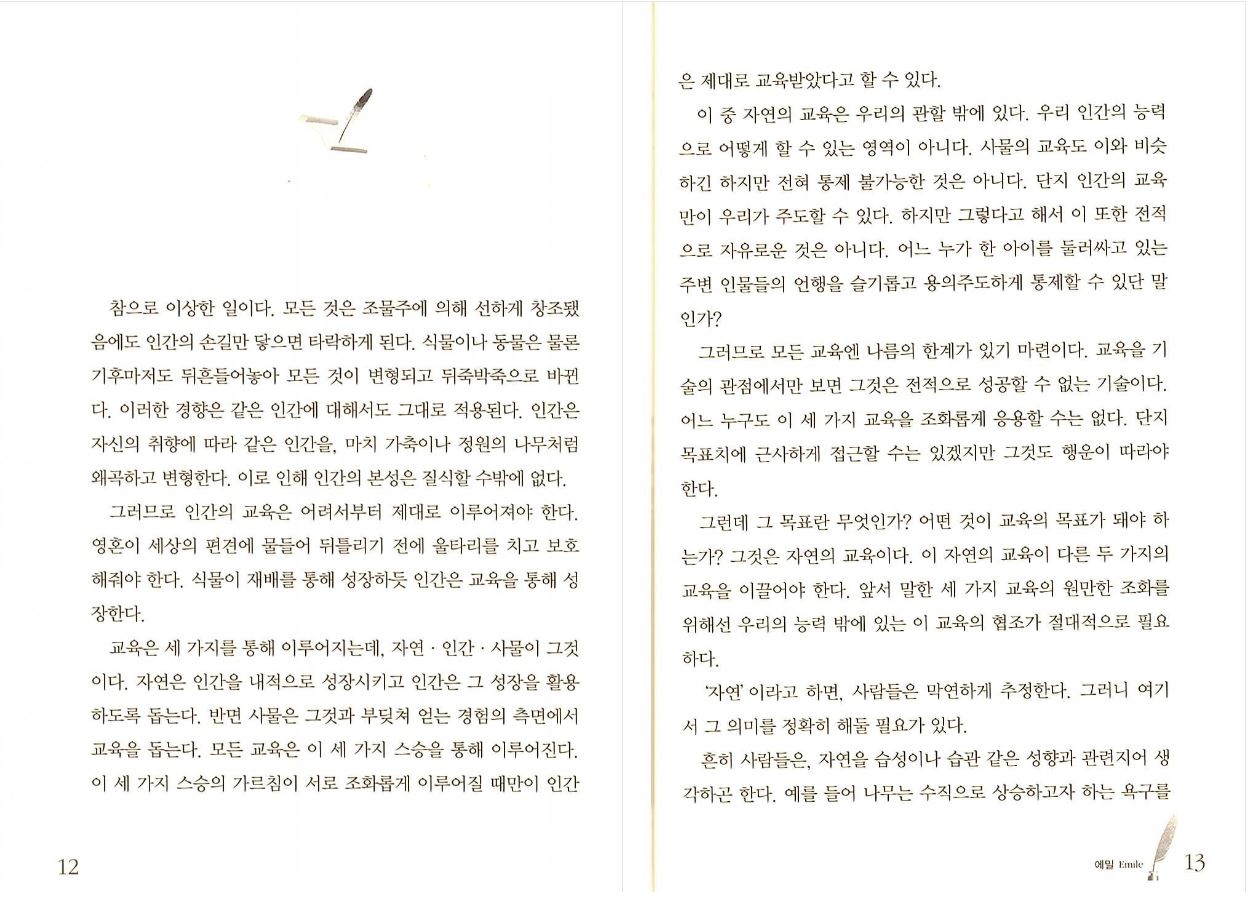 참으로 이상한 일이다. 모든 것은 조물주에 의해 선하게 창조됐
음에도 인간의 손길만 닿으면 타락하게 된다. 식물이나 동물은 물론
기후마저도 뒤흔들어놓아 모든 것이 변형되고 뒤죽박죽으로 바뀐
다. 이러한 경향은 같은 인간에 대해서도 그대로 적용된다. 인간은
자신의 취향에 따라 같은 인간을, 마치 가축이나 정원의 나무처럼
왜곡하고 변형한다. 이로 인해 인간의 본성은 질식할 수밖에 없다.
그러므로 인간의 교육은 어려서부터 제대로 이루어져야 한다.
영혼이 세상의 편견에 물들어 뒤틀리기 전에 울타리를 치고 보호
해줘야 한다. 식물이 재배를 통해 성장하듯 인간은 교육을 통해 성
장한다.
교육은 세 가지를 통해 이루어지는데, 자연 · 인간 · 사물이 그것
이다. 자연은 인간을 내적으로 성장시키고 인간은 그 성장을 활용
하도록 돕는다. 반면 사물은 그것과 부딪쳐 얻는 경험의 측면에서
교육을 돕는다. 모든 교육은 이 세 가지 스승을 통해 이루어진다.
이 세 가지 스승의 가르침이 서로 조화롭게 이루어질 때만이 인간
12
은 제대로 교육받았다고 할 수 있다.
이 중 자연의 교육은 우리의 관할 밖에 있다. 우리 인간의 능력
으로 어떻게 할 수 있는 영역이 아니다. 사물의 교육도 이와 비슷
하긴 하지만 전혀 통제 불가능한 것은 아니다. 단지 인간의 교육
만이 우리가 주도할 수 있다. 하지만 그렇다고 해서 이 또한 전적
으로 자유로운 것은 아니다. 어느 누가 한 아이를 둘러싸고 있는
주변 인물들의 언행을 슬기롭고 용의주도하게 통제할 수 있단 말
인가?
그러므로 모든 교육엔 나름의 한계가 있기 마련이다. 교육을 기
술의 관점에서만 보면 그것은 전적으로 성공할 수 없는 기술이다.
어느 누구도 이 세 가지 교육을 조화롭게 응용할 수는 없다. 단지
목표치에 근사하게 접근할 수는 있겠지만 그것도 행운이 따라야
한다.
그런데 그 목표란 무엇인가? 어떤 것이 교육의 목표가 돼야 하
는가? 그것은 자연의 교육이다. 이 자연의 교육이 다른 두 가지의
교육을 이끌어야 한다. 앞서 말한 세 가지 교육의 원만한 조화를
위해선 우리의 능력 밖에 있는 이 교육의 협조가 절대적으로 필요
하다.
‘자연’이라고 하면, 사람들은 막연하게 추정한다. 그러니 여기
서 그 의미를 정확히 해둘 필요가 있다.
흔히 사람들은, 자연을 습성이나 습관 같은 성향과 관련지어 생
각하곤 한다. 예를 들어 나무는 수직으로 상승하고자 하는 욕구를
에밀 Emile 13